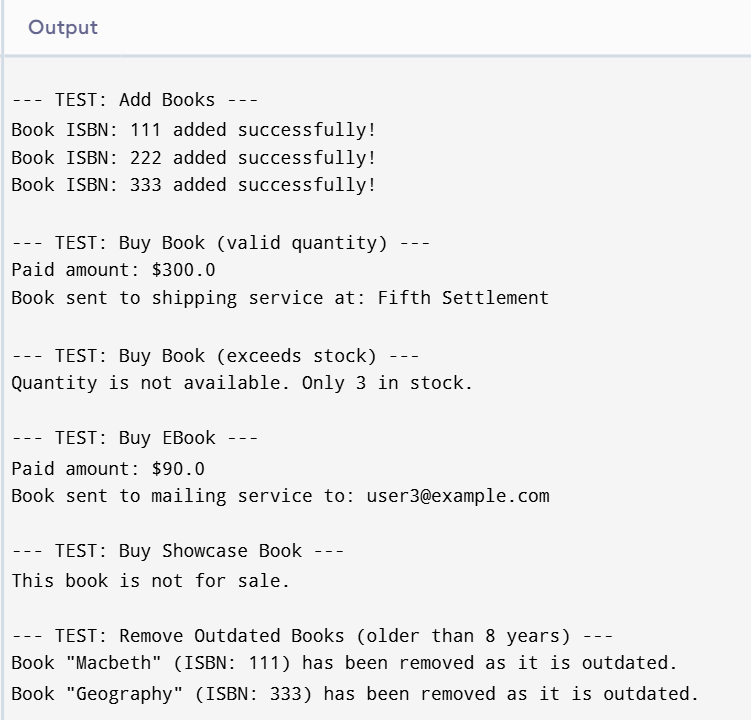 Output
--- TEST: Add Books ---
Book ISBN: 111 added successfully!
Book ISBN: 222 added successfully!
Book ISBN: 333 added successfully!
--- TEST: Buy Book (valid quantity) ---
Paid amount: $300.0
Book sent to shipping service at: Fifth Settlement
--- TEST: Buy Book (exceeds stock) ---
Quantity is not available. Only 3 in stock.
--- TEST: Buy EBook ---
Paid amount: $90.0
Book sent to mailing service to: user3@example.com
--- TEST: Buy Showcase Book ---
This book is not for sale.
--- TEST: Remove Outdated Books (older than 8 years) ---
Book "Macbeth" (ISBN: 111) has been removed as it is outdated.
Book "Geography" (ISBN: 333) has been removed as it is outdated.